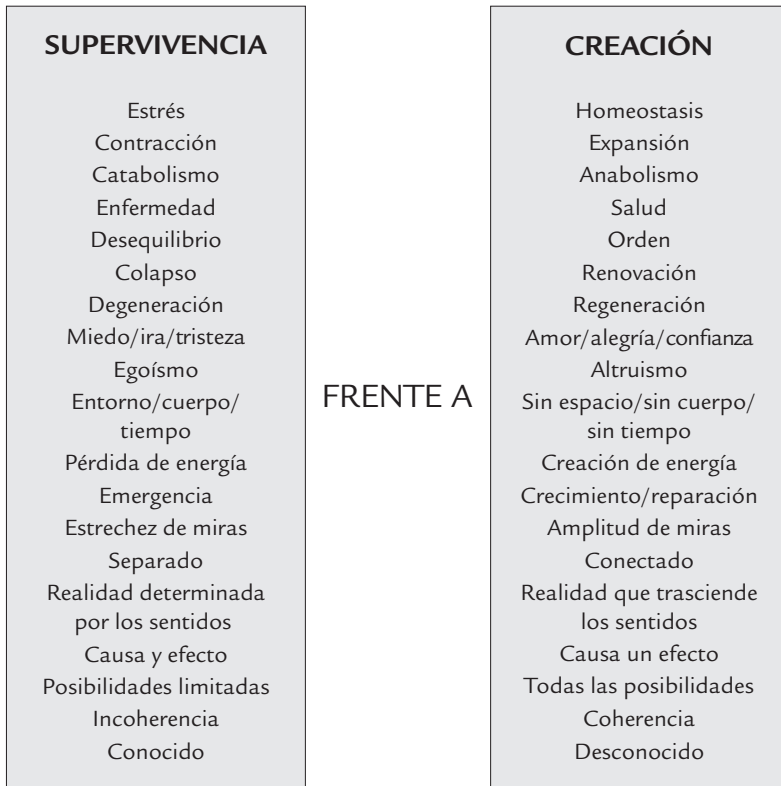 SUPERVIVENCIA
Estrés
Contracción
Catabolismo
Enfermedad
Desequilibrio
Colapso
Degeneración
Miedo/ira/tristeza
Egoísmo
Entorno/cuerpo/
tiempo
Pérdida de energía
Emergencia
Estrechez de miras
Separado
Realidad determinada
por los sentidos
Causa y efecto
Posibilidades limitadas
Incoherencia
Conocido
FRENTE A
CREACIÓN
Homeostasis
Expansión
Anabolismo
Salud
Orden
Renovación
Regeneración
Amor/alegría/confianza
Altruismo
Sin espacio/sin cuerpo/
sin tiempo
Creación de energía
Crecimiento/reparación
Amplitud de miras
Conectado
Realidad que trasciende
los sentidos
Causa un efecto
Todas las posibilidades
Coherencia
Desconocido